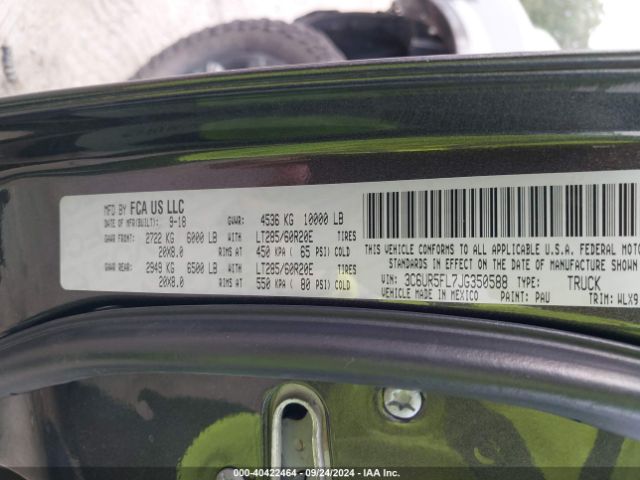 MFD BY FCA US LLC
DATE OF MFR(BUILT): 9-18 GVWR: 4536 KG 10000 LB
GAWR FRONT: 2722 KG 6000 LB WITH LT285/60R20E TIRES
20X8.0 RIMS AT 450 KPA ( 65 PSI) COLD
GAWR REAR: 2949 KG 6500 LB WITH LT285/60R20E TIRES
20X8.0 RIMS AT 550 KPA ( 80 PSI) COLD
THIS VEHICLE CONFORMS TO ALL APPLICABLE U.S.A. FEDERAL MOTO
STANDARDS IN EFFECT ON THE DATE OF MANUFACTURE SHOWN
VIN: 3C6UR5FL7JG350588 TYPE: TRUCK
VEHICLE MADE IN MEXICO PAINT: PAU TRIM: WLX9
000-40422464 - 09/24/2024 - IAA Inc.